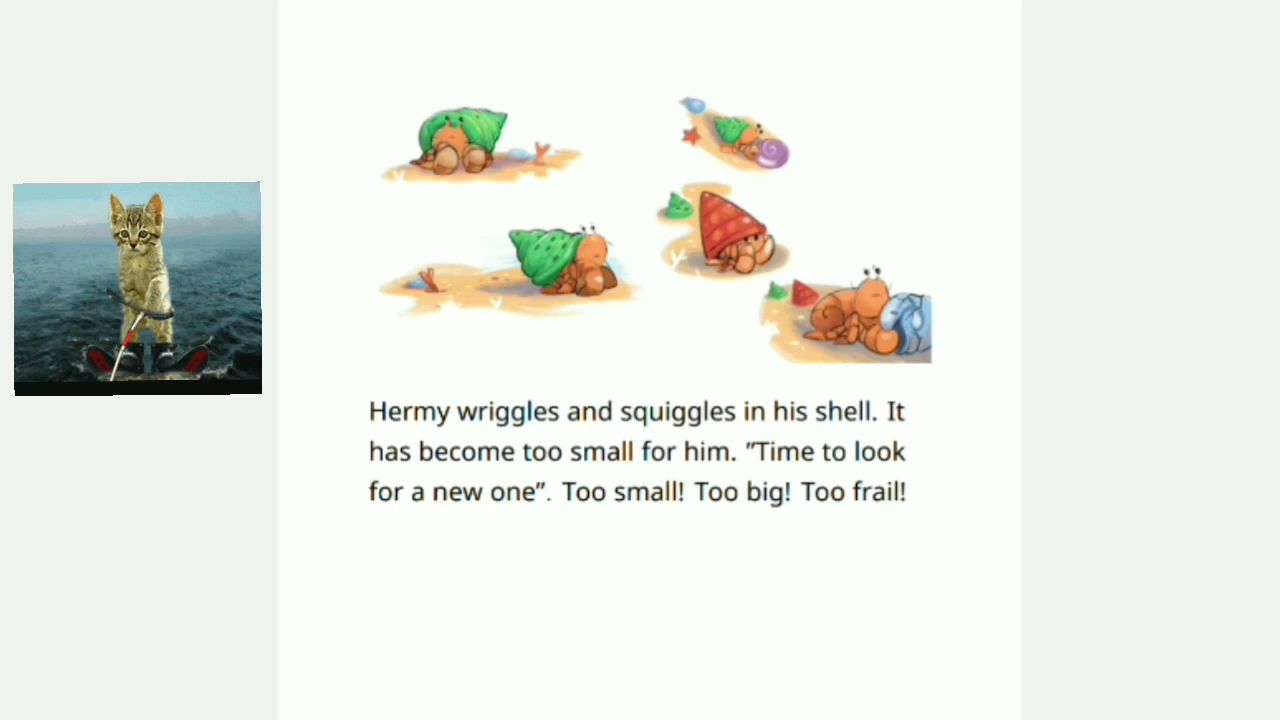 Hermy wriggles and squiggles in his shell. It
has become too small for him. ”Time to look
for a new one”. Too small! Too big! Too frail!